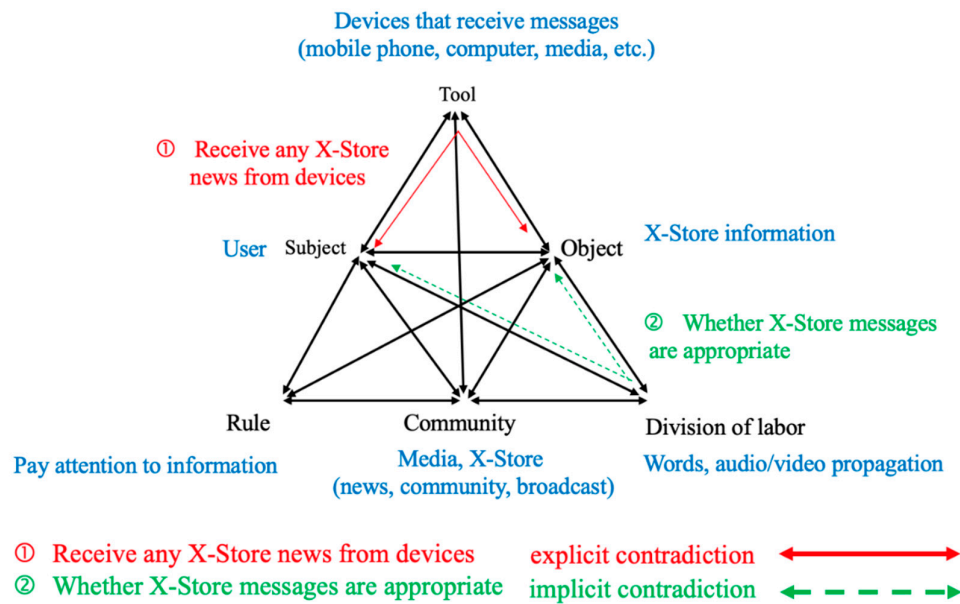 Devices that receive messages
(mobile phone, computer, media, etc.)
Tool
① Receive any X-Store
news from devices
User Subject Object X-Store information
② Whether X-Store messages
are appropriate
Rule Community Division of labor
Pay attention to information Media, X-Store Words, audio/video propagation
(news, community, broadcast)
① Receive any X-Store news from devices explicit contradiction
② Whether X-Store messages are appropriate implicit contradiction